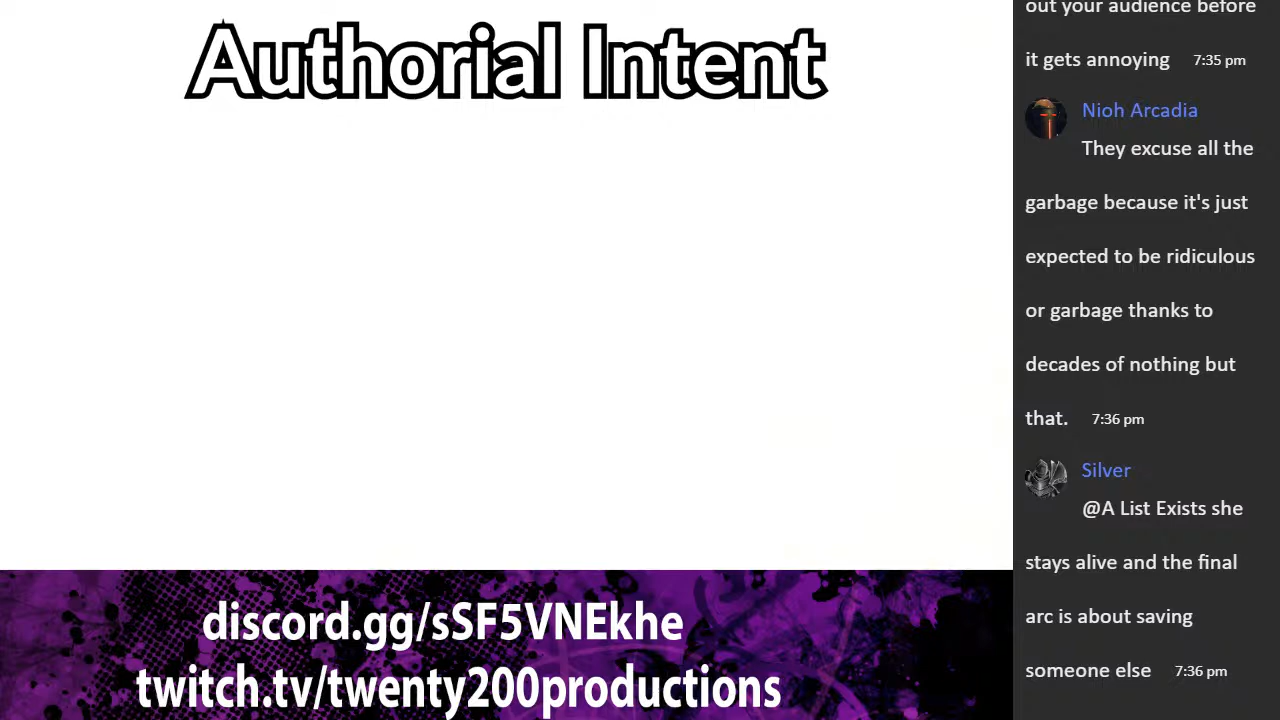 Authorial Intent
discord.gg/sSF5VNEkhe
twitch.tv/twenty200productions
out your audience before
it gets annoying 7:35 pm
Nioh Arcadia
They excuse all the
garbage because it's just
expected to be ridiculous
or garbage thanks to
decades of nothing but
that. 7:36 pm
Silver
@A List Exists she
stays alive and the final
arc is about saving
someone else 7:36 pm